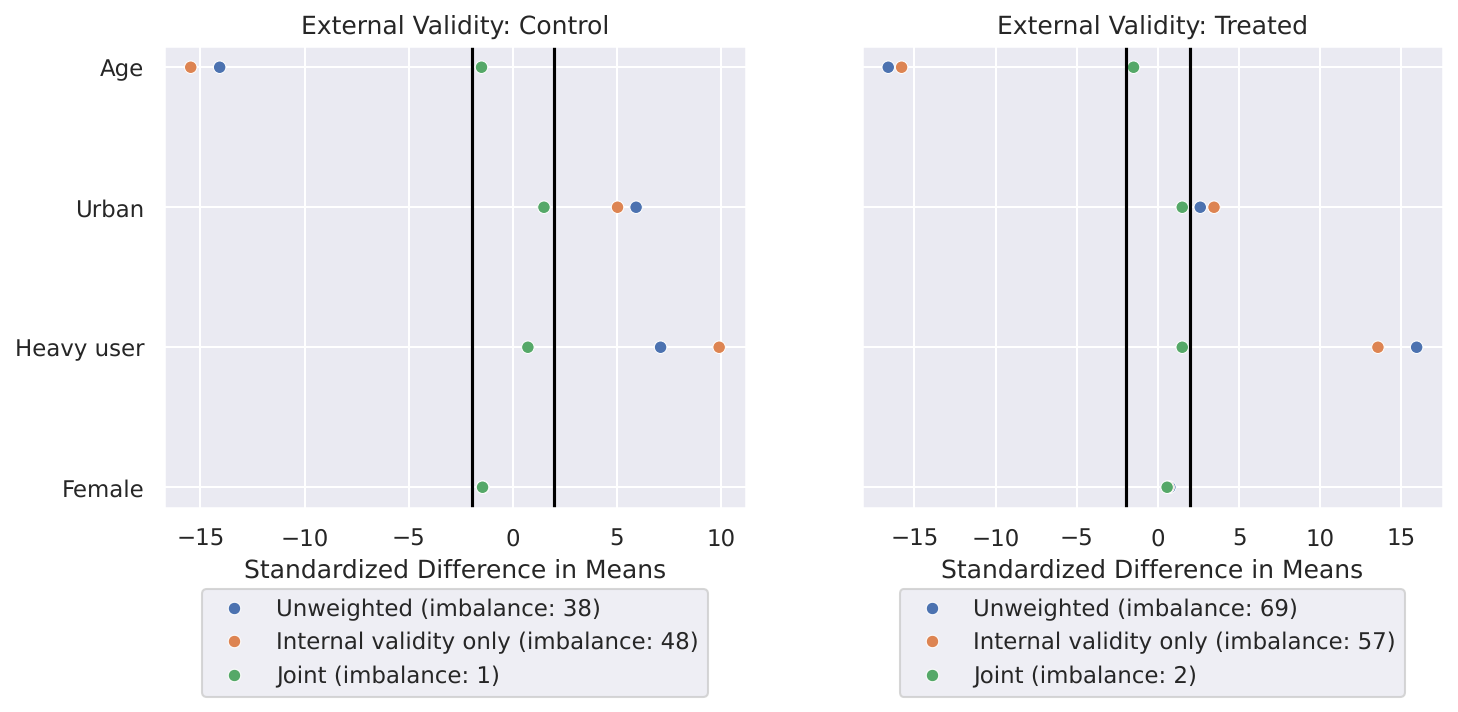 External Validity: Control
External Validity: Treated
Age
Urban
Heavy user
Female
−15 −10 −5 0 5 10
−15 −10 −5 0 5 10 15
Standardized Difference in Means
Standardized Difference in Means
Unweighted (imbalance: 38)
Internal validity only (imbalance: 48)
Joint (imbalance: 1)
Unweighted (imbalance: 69)
Internal validity only (imbalance: 57)
Joint (imbalance: 2)